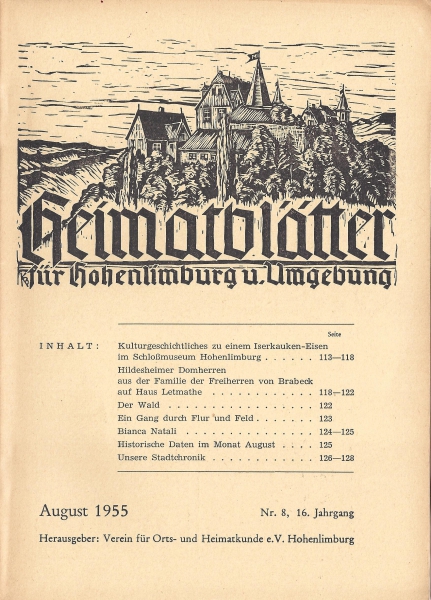 Heimatblätter
für Hohenlimburg u. Umgebung
Seite
INHALT: Kulturgeschichtliches zu einem Iserkauken-Eisen
im Schloßmuseum Hohenlimburg . . . . . . 113—118
Hildesheimer Domherren
aus der Familie der Freiherren von Brabeck
auf Haus Letmathe . . . . . . . . . . . 118—122
Der Wald . . . . . . . . . . . . . . . . 122
Ein Gang durch Flur und Feld . . . . . . . 123
Bianca Natali . . . . . . . . . . . . . . 124—125
Historische Daten im Monat August . . . . 125
Unsere Stadtchronik . . . . . . . . . . . . 126—128
August 1955 Nr. 8, 16. Jahrgang
Herausgeber: Verein für Orts- und Heimatkunde e.V. Hohenlimburg